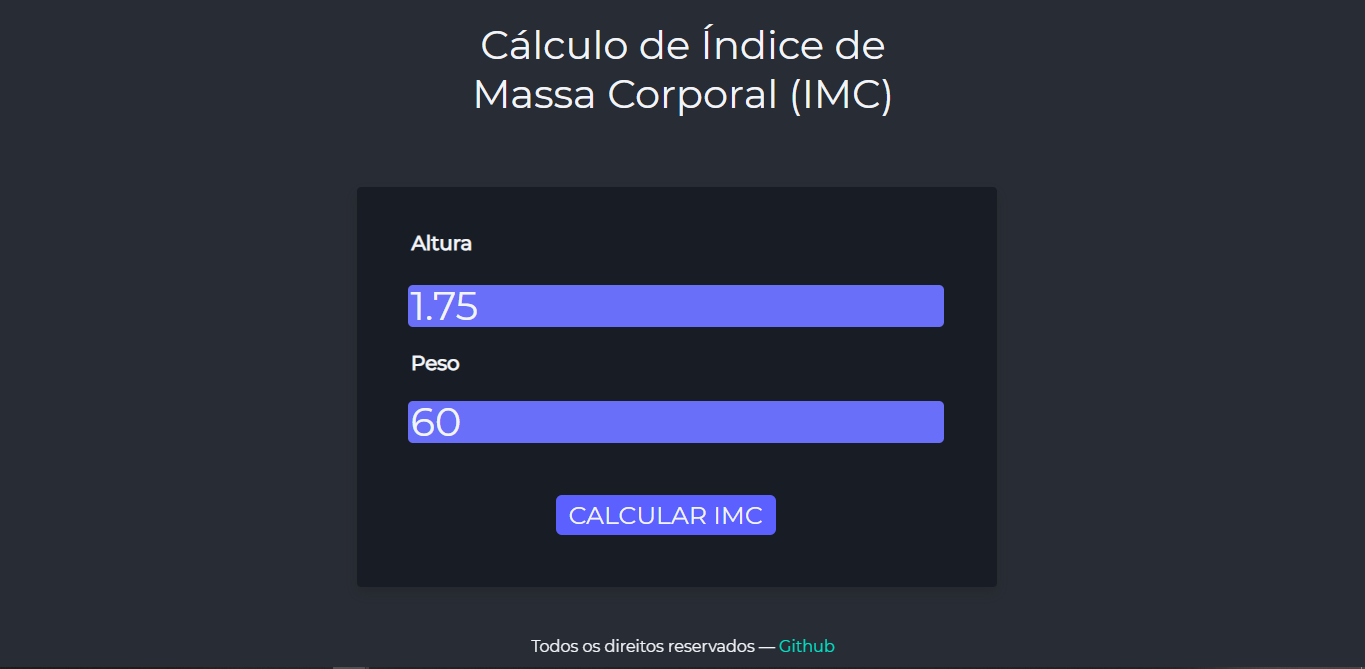 Cálculo de Índice de
Massa Corporal (IMC)
Altura
1.75
Peso
60
CALCULAR IMC
Todos os direitos reservados — Github